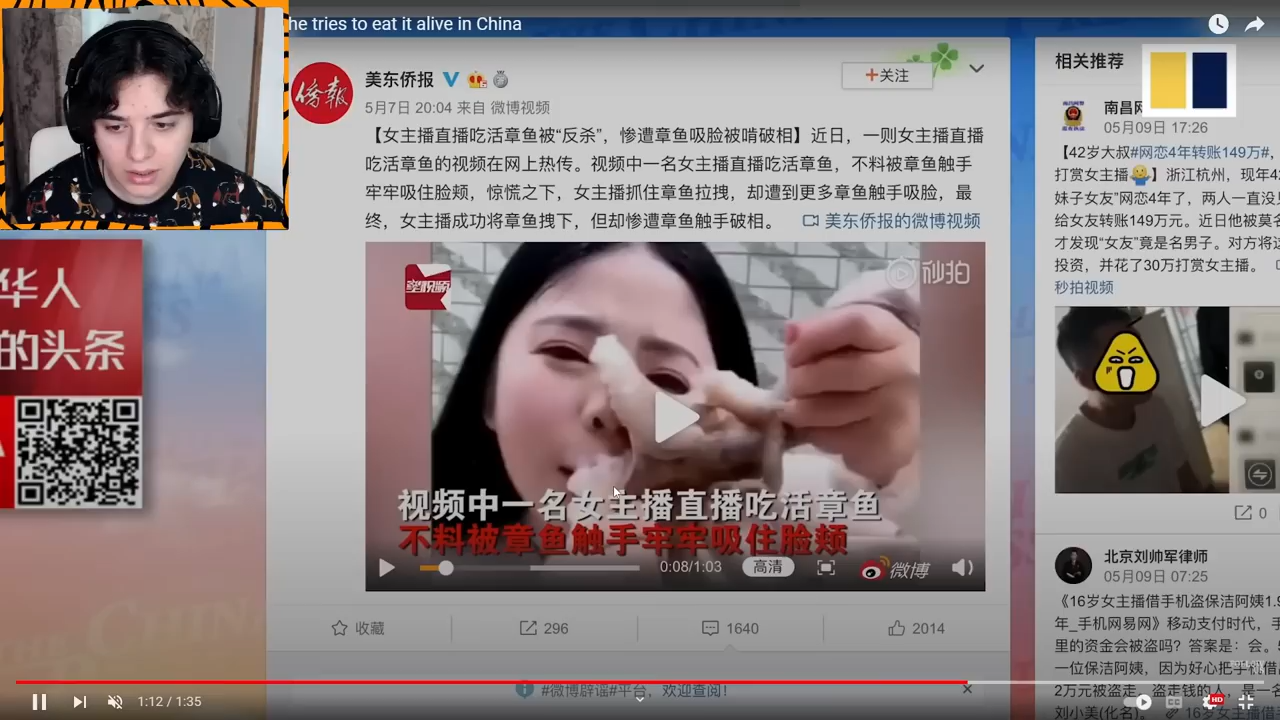 he tries to eat it alive in China
僑報
美东侨报
+关注
5月7日 20:04 来自 微博视频
【女主播直播吃活章鱼被“反杀”，惨遭章鱼吸脸被啃破相】近日，一则女主播直播
吃活章鱼的视频在网上热传。视频中一名女主播直播吃活章鱼，不料被章鱼触手
牢牢吸住脸颊，惊慌之下，女主播抓住章鱼拉拽，却遭到更多章鱼触手吸脸，最
终，女主播成功将章鱼拽下，但却惨遭章鱼触手破相。 美东侨报的微博视频
秒拍
视频中一名女主播直播吃活章鱼
不料被章鱼触手牢牢吸住脸颊
0:08/1:03
高清
微博
收藏
296
1640
2014
#微博辟谣#平台，欢迎查阅！
华人
的头条
相关推荐
南昌网
05月09日 17:26
【42岁大叔#网恋4年转账149万#，
打赏女主播】浙江杭州，现年42
妹子女友”网恋4年了，两人一直没
给女友转账149万元。近日他被
才发现“女友”竟是名男子。对方将
投资，并花了30万打赏女主播。
秒拍视频
0
北京刘帅军律师
05月09日 07:25
《16岁女主播借手机盗保洁阿姨1.9
年_手机网易网》移动支付时代，手
里的资金会被盗吗？答案是：会。
一位保洁阿姨，因为好心把手机借
2万元被盗走，盗走钱的人，是一名
刘小美(化名) 16岁女主播借
1:12 / 1:35
HD